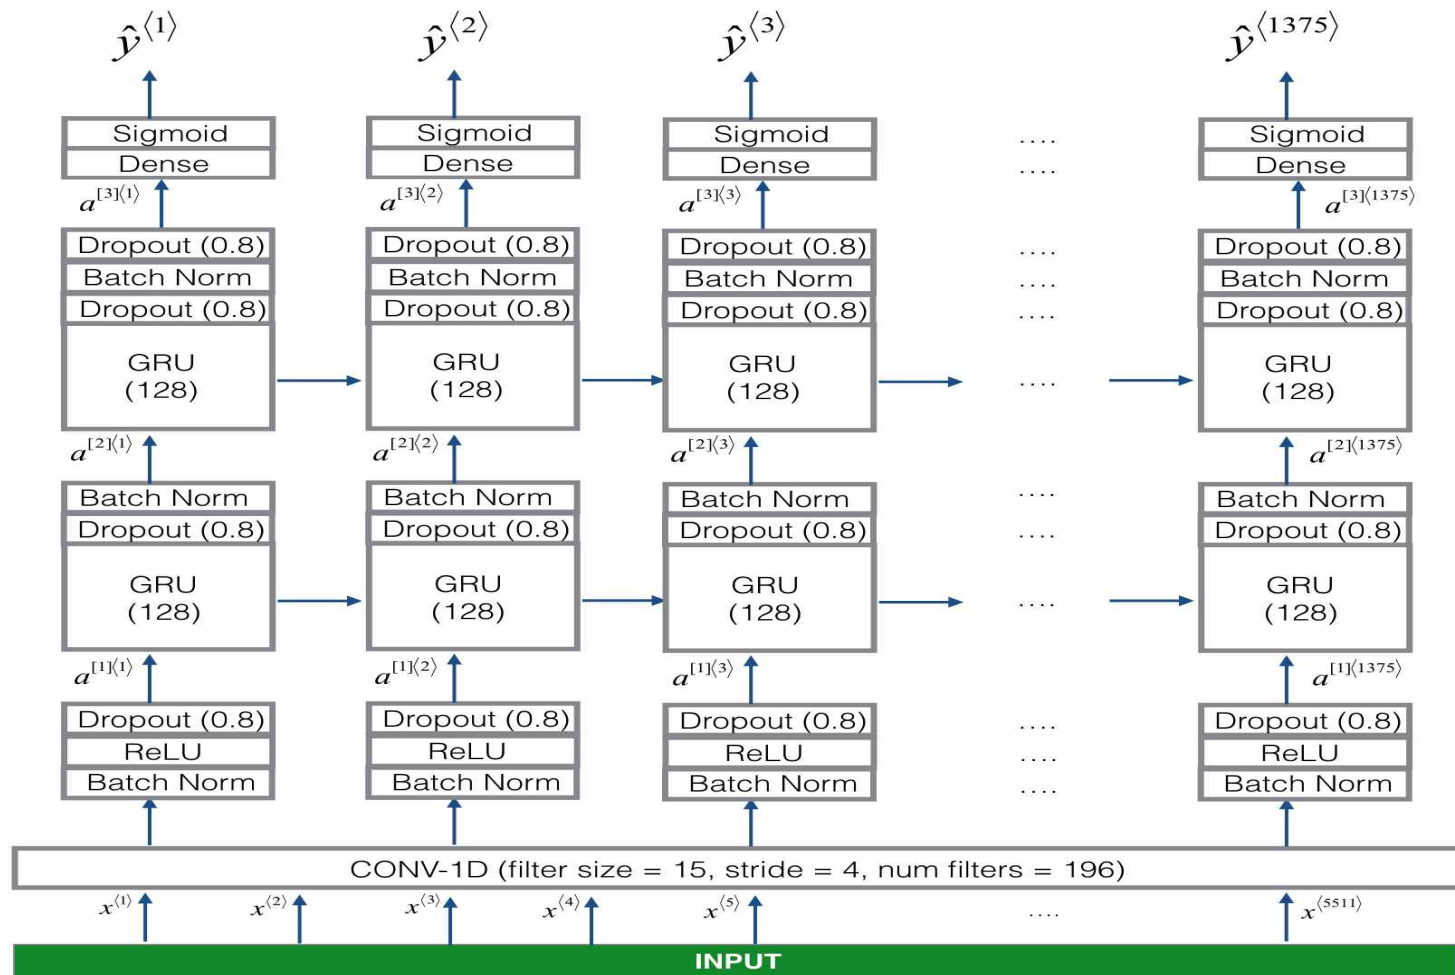 ŷ⟨1⟩ ŷ⟨2⟩ ŷ⟨3⟩ ŷ⟨1375⟩
Sigmoid Sigmoid Sigmoid .... Sigmoid
Dense Dense Dense .... Dense
a[3]⟨1⟩ a[3]⟨2⟩ a[3]⟨3⟩ a[3]⟨1375⟩
Dropout (0.8) Dropout (0.8) Dropout (0.8) .... Dropout (0.8)
Batch Norm Batch Norm Batch Norm .... Batch Norm
Dropout (0.8) Dropout (0.8) Dropout (0.8) .... Dropout (0.8)
GRU GRU GRU GRU
(128) (128) (128) .... (128)
a[2]⟨1⟩ a[2]⟨2⟩ a[2]⟨3⟩ a[2]⟨1375⟩
Batch Norm Batch Norm Batch Norm .... Batch Norm
Dropout (0.8) Dropout (0.8) Dropout (0.8) .... Dropout (0.8)
GRU GRU GRU GRU
(128) (128) (128) .... (128)
a[1]⟨1⟩ a[1]⟨2⟩ a[1]⟨3⟩ a[1]⟨1375⟩
Dropout (0.8) Dropout (0.8) Dropout (0.8) .... Dropout (0.8)
ReLU ReLU ReLU .... ReLU
Batch Norm Batch Norm Batch Norm .... Batch Norm
CONV-1D (filter size = 15, stride = 4, num filters = 196)
x⟨1⟩ x⟨2⟩ x⟨3⟩ x⟨4⟩ x⟨5⟩ .... x⟨5511⟩
INPUT